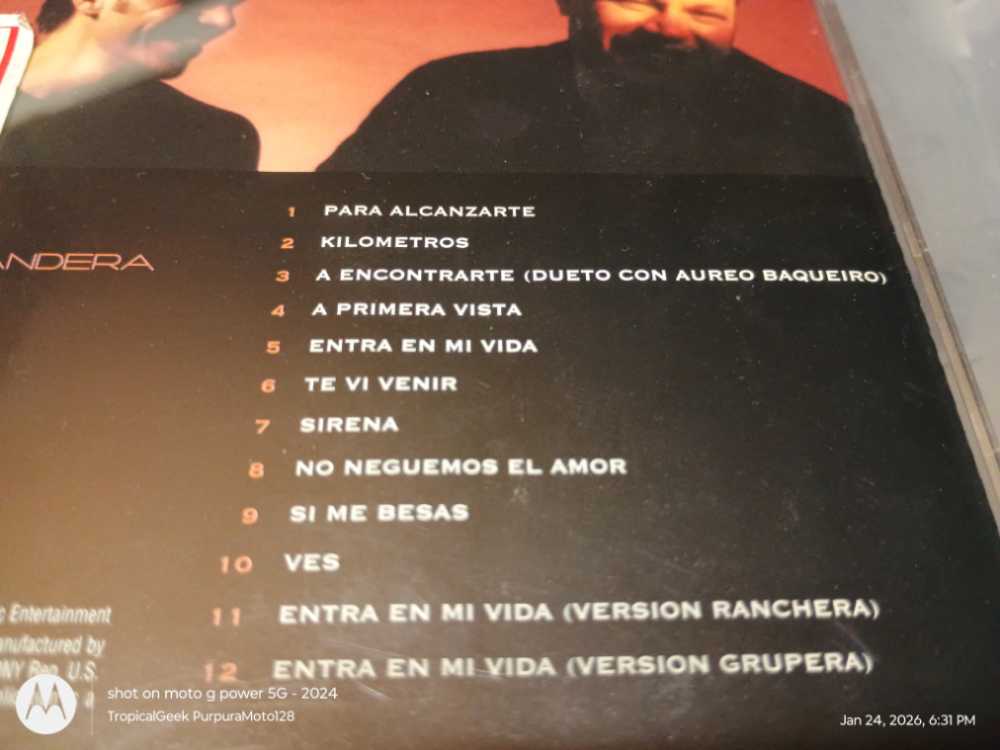 1 PARA ALCANZARTE
2 KILOMETROS
ANDERA
3 A ENCONTRARTE (DUETO CON AUREO BAQUEIRO)
4 A PRIMERA VISTA
5 ENTRA EN MI VIDA
6 TE VI VENIR
7 SIRENA
8 NO NEGUEMOS EL AMOR
9 SI ME BESAS
10 VES
11 ENTRA EN MI VIDA (VERSION RANCHERA)
12 ENTRA EN MI VIDA (VERSION GRUPERA)
c Entertainment
anufactured by
ONY Rep. U.S.
shot on moto g power 5G - 2024
TropicalGeek PurpuraMoto128
Jan 24, 2026, 6:31 PM